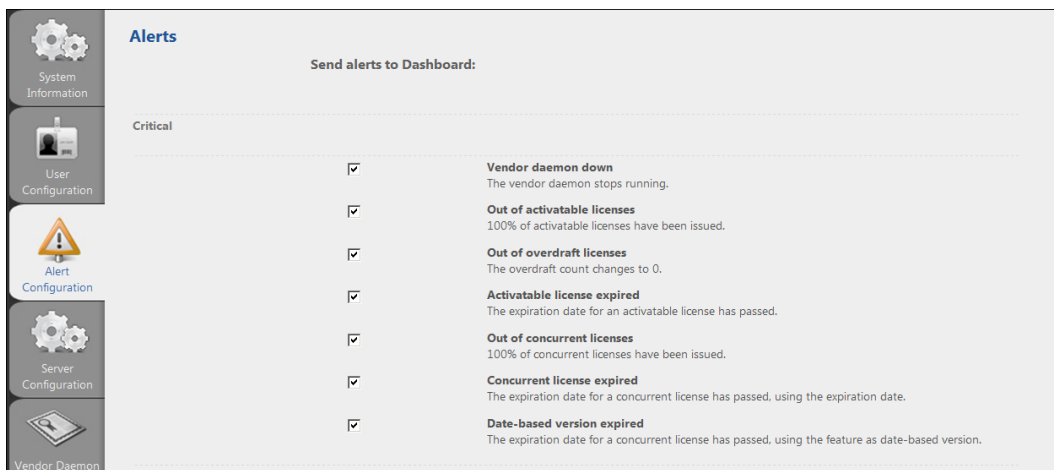 System
Information
User
Configuration
Alert
Configuration
Server
Configuration
Vendor Daemon
Alerts
Send alerts to Dashboard:
Critical
Vendor daemon down
The vendor daemon stops running.
Out of activatable licenses
100% of activatable licenses have been issued.
Out of overdraft licenses
The overdraft count changes to 0.
Activatable license expired
The expiration date for an activatable license has passed.
Out of concurrent licenses
100% of concurrent licenses have been issued.
Concurrent license expired
The expiration date for a concurrent license has passed, using the expiration date.
Date-based version expired
The expiration date for a concurrent license has passed, using the feature as date-based version.